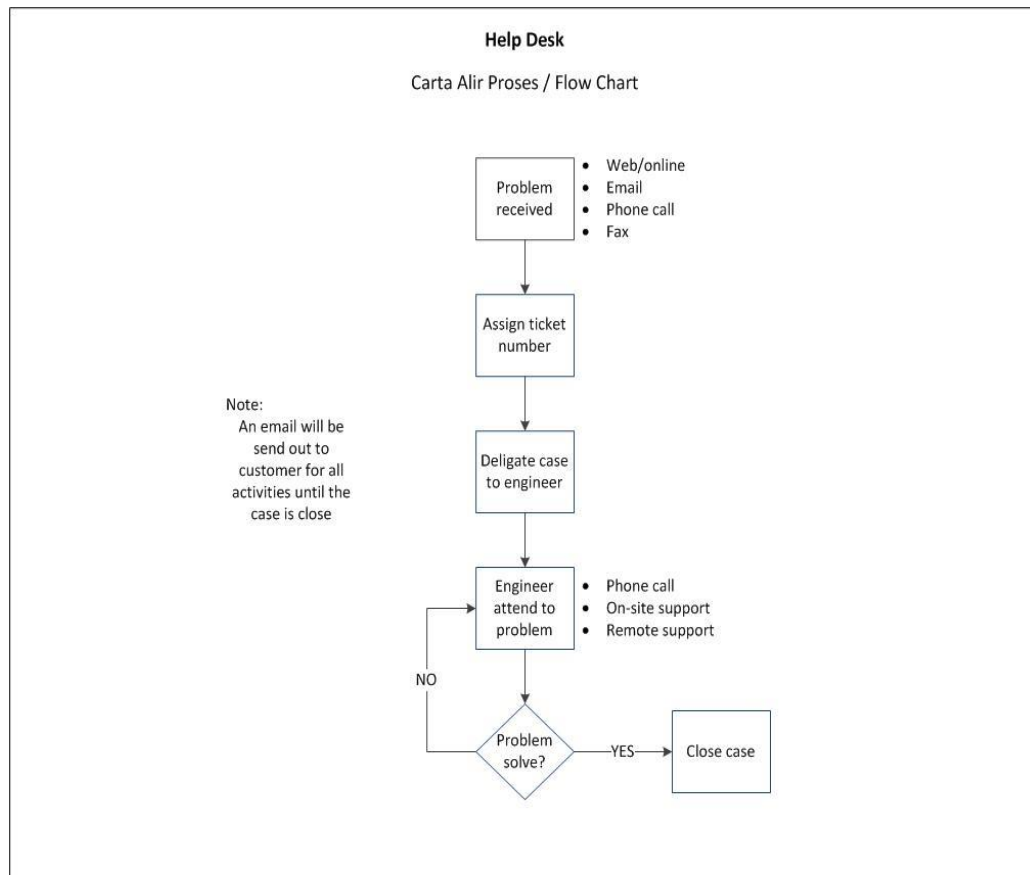 Help Desk
Carta Alir Proses / Flow Chart
Problem
received
• Web/online
• Email
• Phone call
• Fax
Assign ticket
number
Note:
An email will be
send out to
customer for all
activities until the
case is close
Deligate case
to engineer
Engineer
attend to
problem
• Phone call
• On-site support
• Remote support
NO
Problem
solve?
YES
Close case